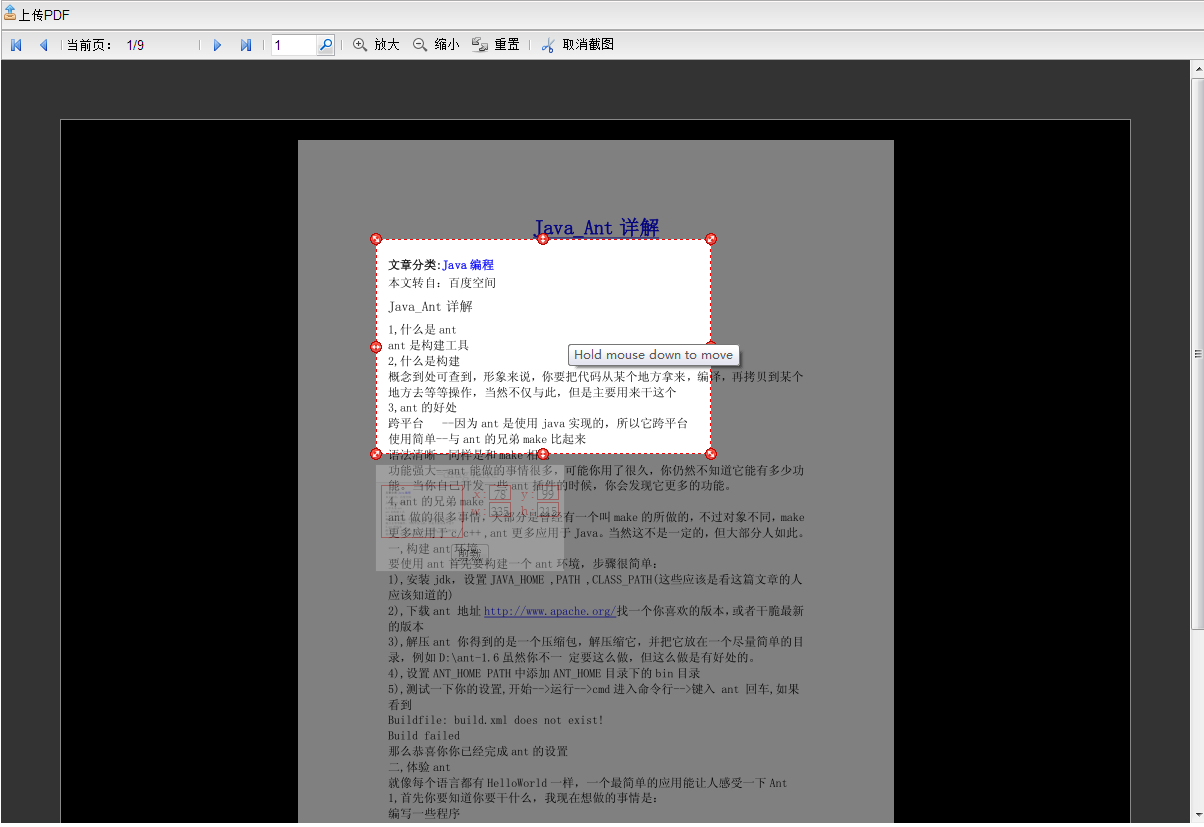 上传PDF
当前页: 1/9 1 放大 缩小 重置 取消截图
Java_Ant 详解
文章分类:Java 编程
本文转自: 百度空间
Java_Ant 详解
1,什么是 ant
ant 是构建工具
2,什么是构建
概念到处可查到,形象来说,你要把代码从某个地方拿来,编译,再拷贝到某个
地方去等等操作,当然不仅与此,但是主要用来干这个
Hold mouse down to move
3,ant 的好处
跨平台 --因为 ant 是使用 java 实现的,所以它跨平台
使用简单--与 ant 的兄弟 make 比起来
语法清晰--同样是和 make 相
功能强大--ant 能做的事情很多,可能你用了很久,你仍然不知道它能有多少功
能。当你自己开发一些 ant 插件的时候,你会发现它更多的功能。
x: 78 y: 99
w: 335 h: 215
剪裁
4,ant 的兄弟 make
ant 做的很多事情,大部分是曾经有一个叫 make 的所做的,不过对象不同,make
更多应用于 c/c++ ,ant 更多应用于 Java。当然这不是一定的,但大部分人如此。
一,构建 ant 环境
要使用 ant 首先要构建一个 ant 环境,步骤很简单:
1),安装 jdk, 设置 JAVA_HOME ,PATH ,CLASS_PATH(这些应该是看这篇文章的人
应该知道的)
2),下载 ant 地址 http://www.apache.org/找一个你喜欢的版本,或者干脆最新
的版本
3),解压 ant 你得到的是一个压缩包,解压缩它,并把它放在一个尽量简单的目
录,例如 D:\ant-1.6 虽然你不一 定要这么做,但这么做是有好处的。
4),设置 ANT_HOME PATH 中添加 ANT_HOME 目录下的 bin 目录
5),测试一下你的设置,开始-->运行-->cmd 进入命令行-->键入 ant 回车,如果
看到
Buildfile: build.xml does not exist!
Build failed
那么恭喜你你已经完成 ant 的设置
二,体验 ant
就像每个语言都有 HelloWorld 一样,一个最简单的应用能让人感受一下 Ant
1,首先你要知道你要干什么,我现在想做的事情是:
编写一些程序